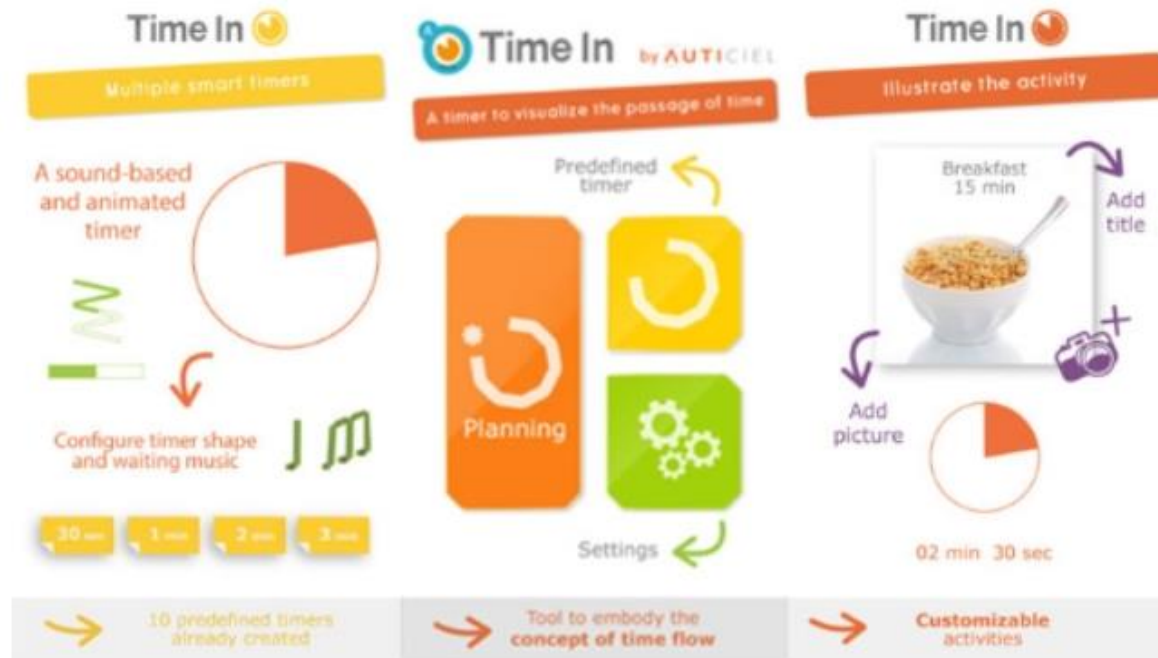 Time In
Multiple smart timers
A sound-based
and animated
timer
Configure timer shape
and waiting music
30
1 min
2 min
3 min
10 predefined timers
already created
Time In by AUTICIEL
A timer to visualize the passage of time
Predefined
timer
Planning
Settings
Tool to embody the
concept of time flow
Time In
Illustrate the activity
Breakfast
15 min
Add
title
Add
picture
02 min 30 sec
Customizable
activities